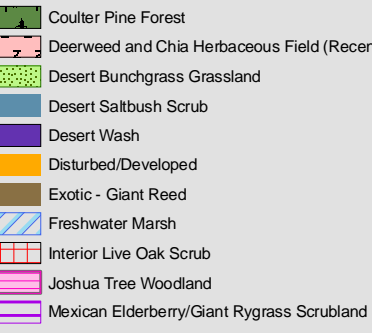 Coulter Pine Forest
Deerweed and Chia Herbaceous Field
Desert Bunchgrass Grassland
Desert Saltbush Scrub
Desert Wash
Disturbed/Developed
Exotic - Giant Reed
Freshwater Marsh
Interior Live Oak Scrub
Joshua Tree Woodland
Mexican Elderberry/Giant Rygrass Scrubland